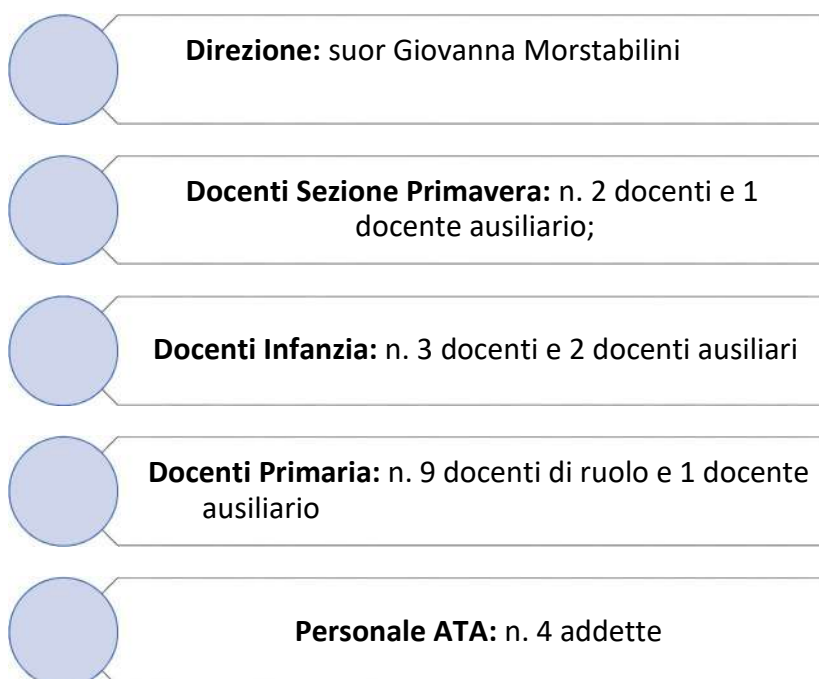 Direzione: suor Giovanna Morstabilini
Docenti Sezione Primavera: n. 2 docenti e 1
docente ausiliario;
Docenti Infanzia: n. 3 docenti e 2 docenti ausiliari
Docenti Primaria: n. 9 docenti di ruolo e 1 docente
ausiliario
Personale ATA: n. 4 addette